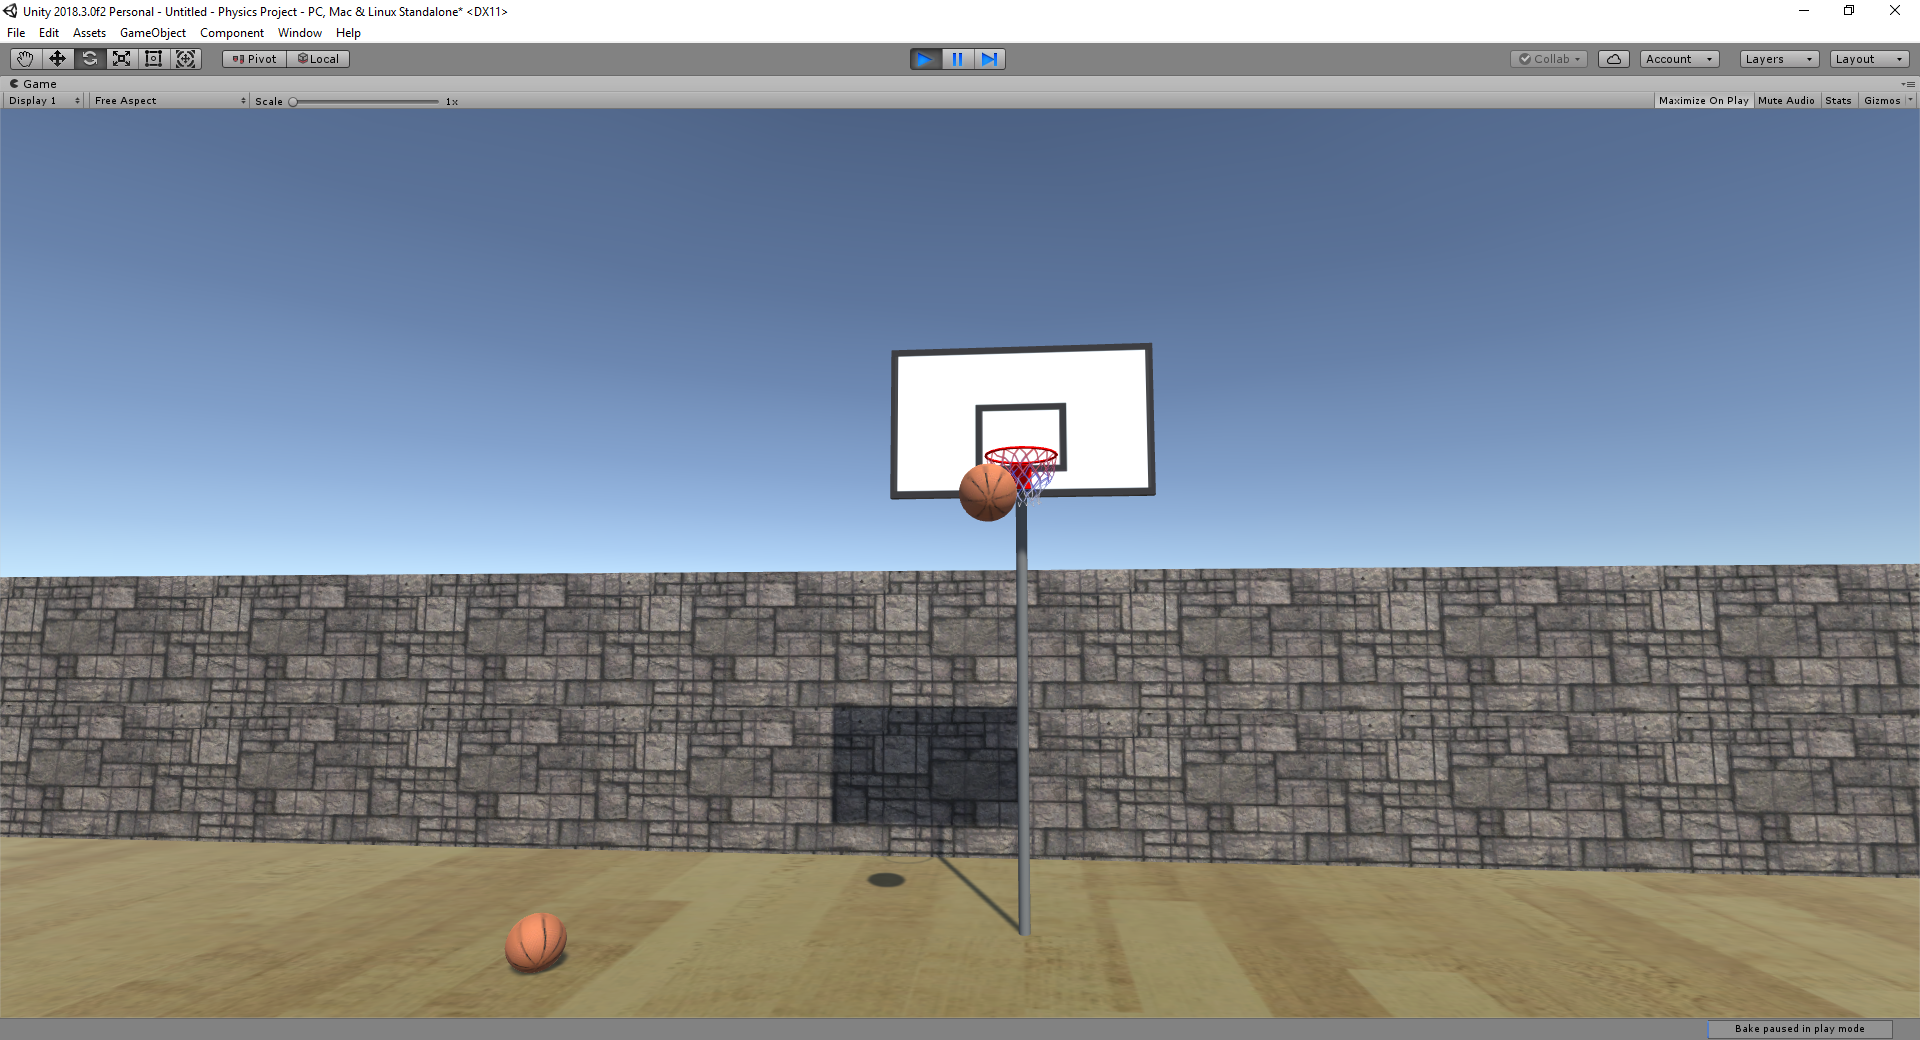 Unity 2018.3.0f2 Personal - Untitled - Physics Project - PC, Mac & Linux Standalone* <DX11>
File Edit Assets GameObject Component Window Help
Pivot Local Collab Account Layers Layout
Game
Display 1 Free Aspect Scale 1x Maximize On Play Mute Audio Stats Gizmos
Bake paused in play mode